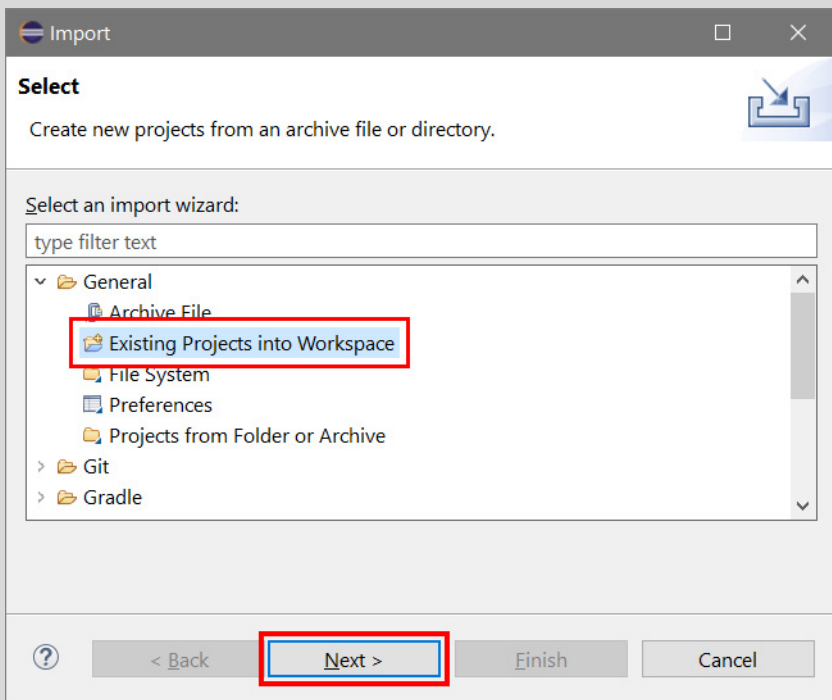 Import
Select
Create new projects from an archive file or directory.
Select an import wizard:
type filter text
General
Archive File
Existing Projects into Workspace
File System
Preferences
Projects from Folder or Archive
Git
Gradle
? < Back Next > Finish Cancel